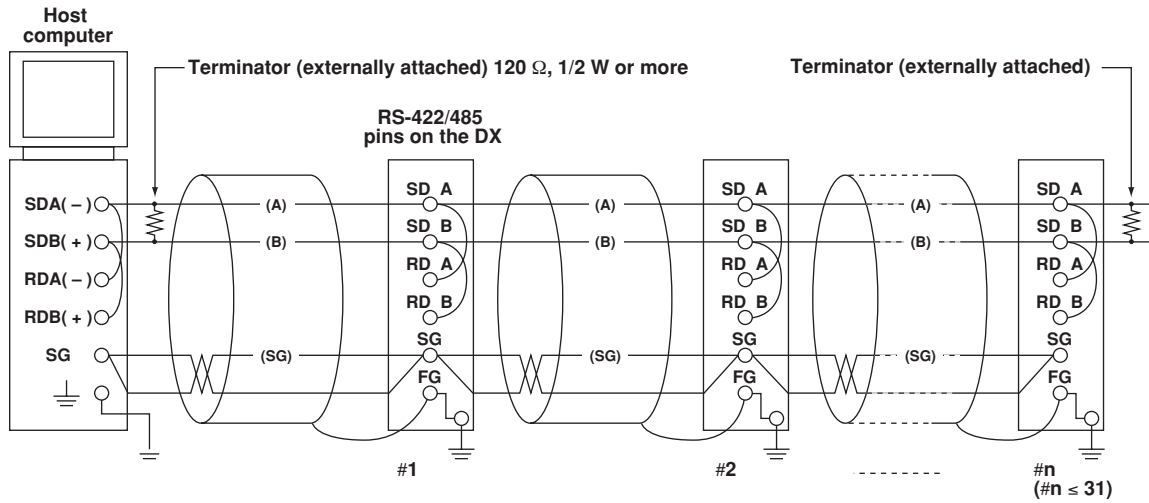 Host
computer
Terminator (externally attached) 120 Ω, 1/2 W or more
Terminator (externally attached)
RS-422/485
pins on the DX
SDA( – )
SDB( + )
RDA( – )
RDB( + )
SG
(A)
(B)
(SG)
SD A
SD B
RD A
RD B
SG
FG
#1
(A)
(B)
(SG)
SD A
SD B
RD A
RD B
SG
FG
#2
(A)
(B)
(SG)
SD A
SD B
RD A
RD B
SG
FG
#n
(#n ≤ 31)